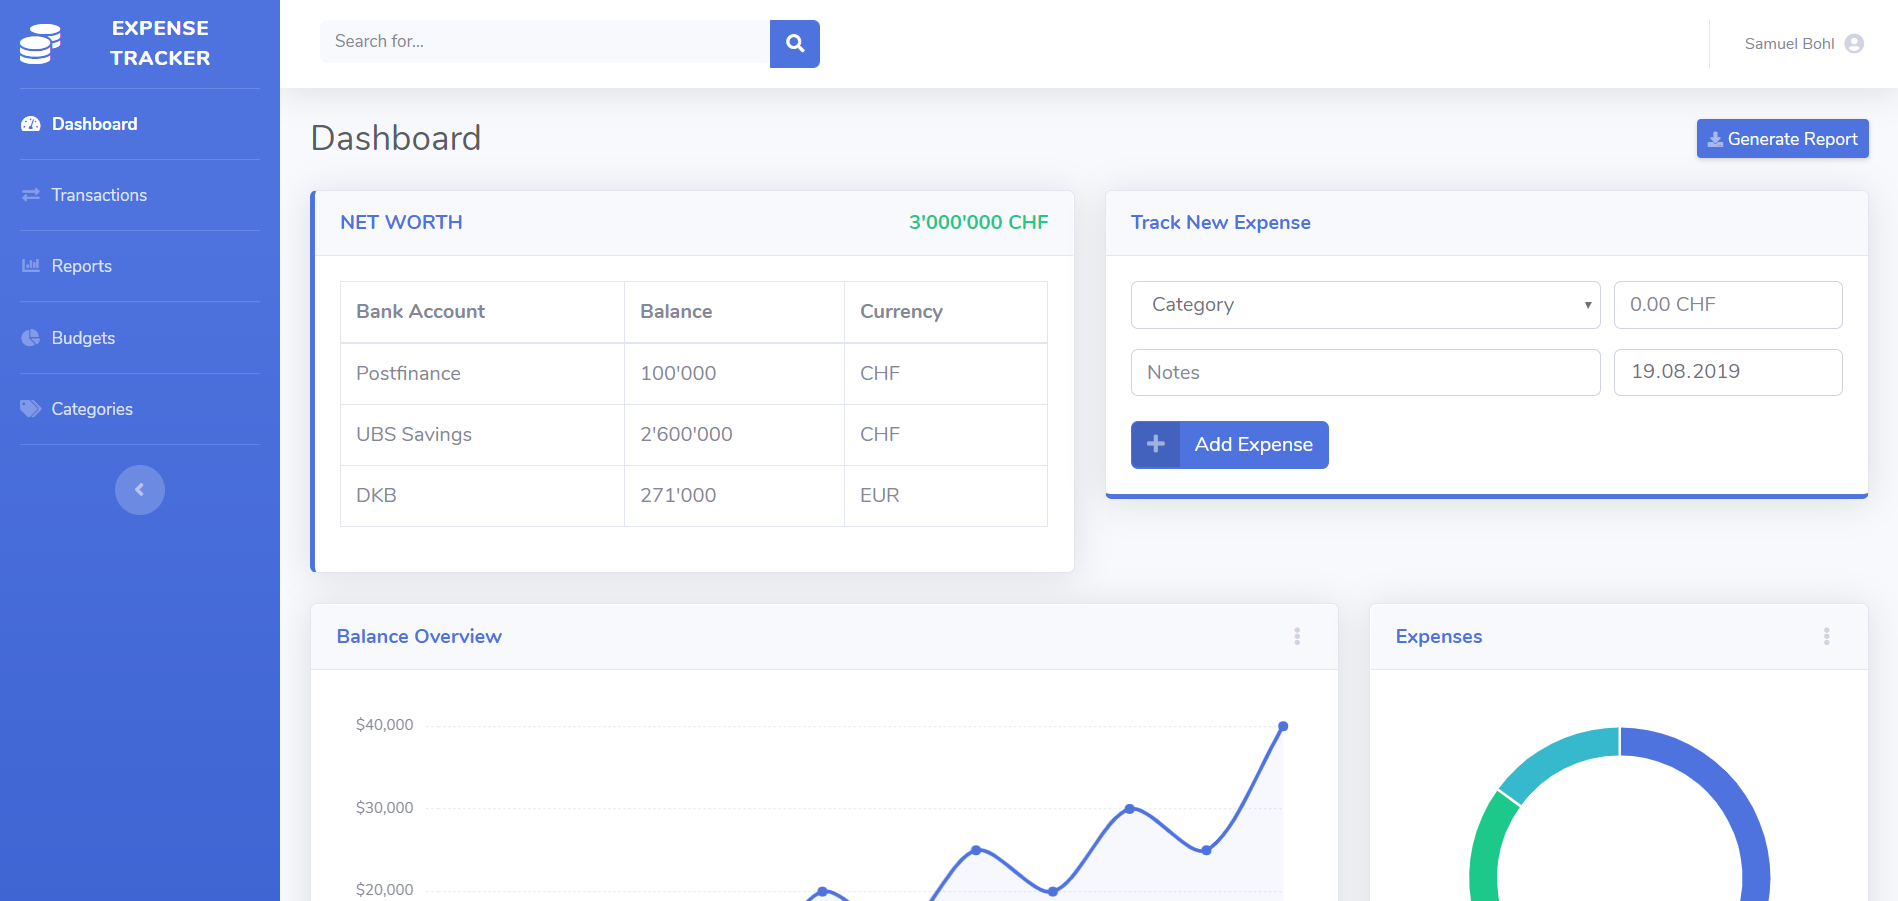 EXPENSE
TRACKER
Dashboard
Transactions
Reports
Budgets
Categories
Search for...
Samuel Bohl
Dashboard
Generate Report
NET WORTH 3'000'000 CHF
Bank Account Balance Currency
Postfinance 100'000 CHF
UBS Savings 2'600'000 CHF
DKB 271'000 EUR
Track New Expense
Category 0.00 CHF
Notes 19.08.2019
Add Expense
Balance Overview
$40,000
$30,000
$20,000
Expenses